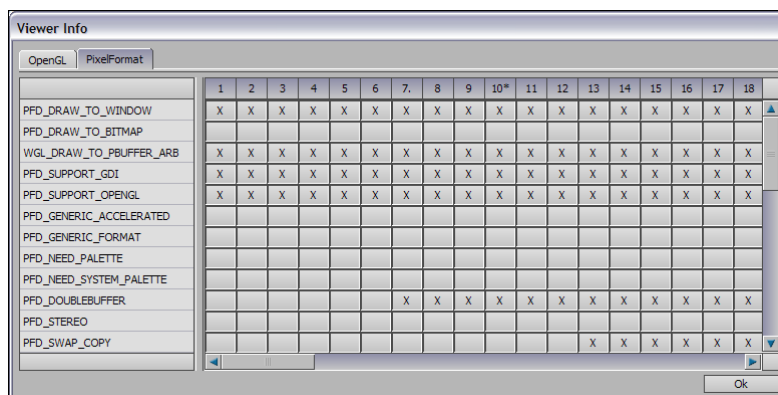 Viewer Info
OpenGL PixelFormat
1 2 3 4 5 6 7. 8 9 10* 11 12 13 14 15 16 17 18
PFD_DRAW_TO_WINDOW X X X X X X X X X X X X X X X X X X
PFD_DRAW_TO_BITMAP
WGL_DRAW_TO_PBUFFER_ARB X X X X X X X X X X X X X X X X X X
PFD_SUPPORT_GDI X X X X X X X X X X X X X X X X X X
PFD_SUPPORT_OPENGL X X X X X X X X X X X X X X X X X X
PFD_GENERIC_ACCELERATED
PFD_GENERIC_FORMAT
PFD_NEED_PALETTE
PFD_NEED_SYSTEM_PALETTE
PFD_DOUBLEBUFFER X X X X X X X X X X X X
PFD_STEREO
PFD_SWAP_COPY X X X X X X
Ok